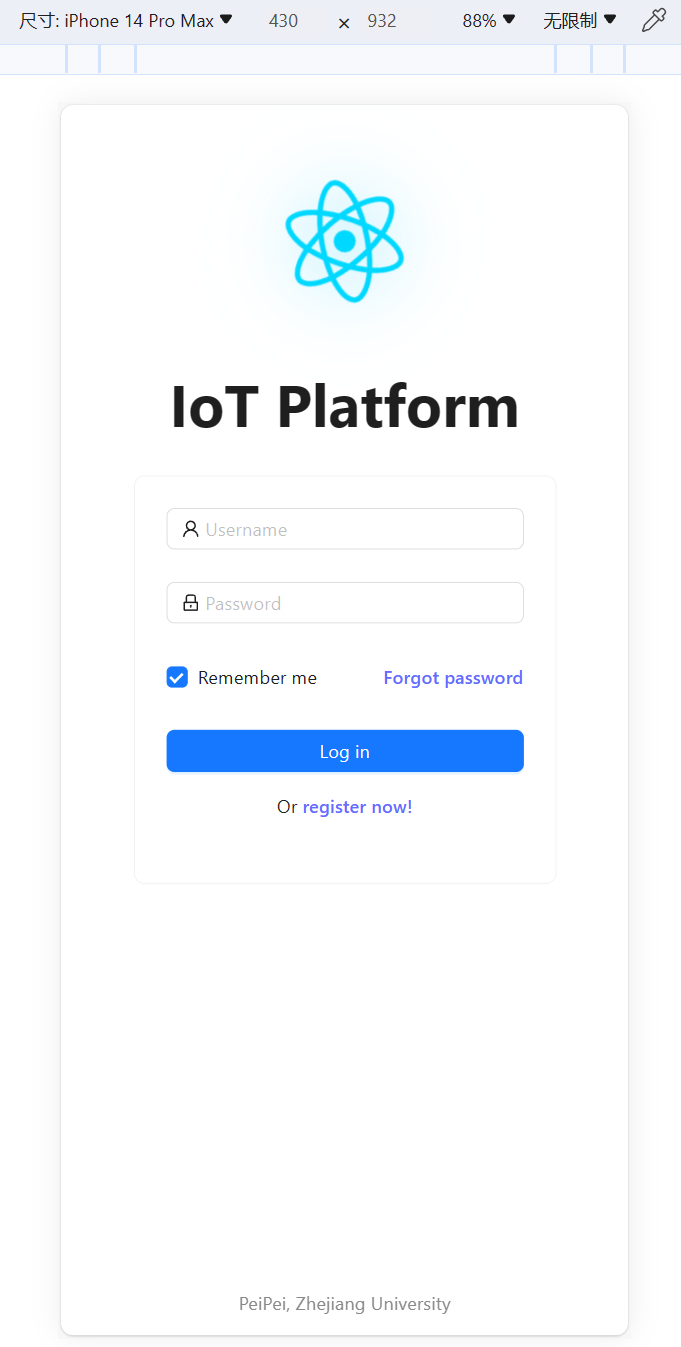 尺寸: iPhone 14 Pro Max 430 × 932 88% 无限制
IoT Platform
Username
Password
Remember me Forgot password
Log in
Or register now!
PeiPei, Zhejiang University